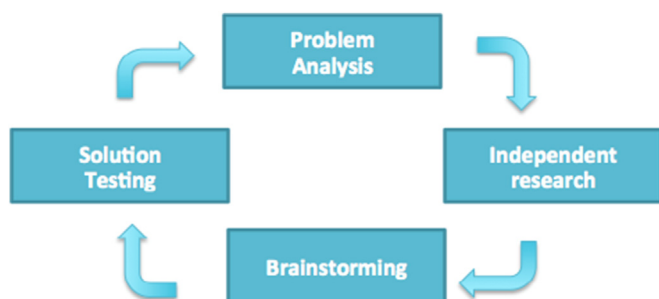 Problem
Analysis
Independent
research
Brainstorming
Solution
Testing